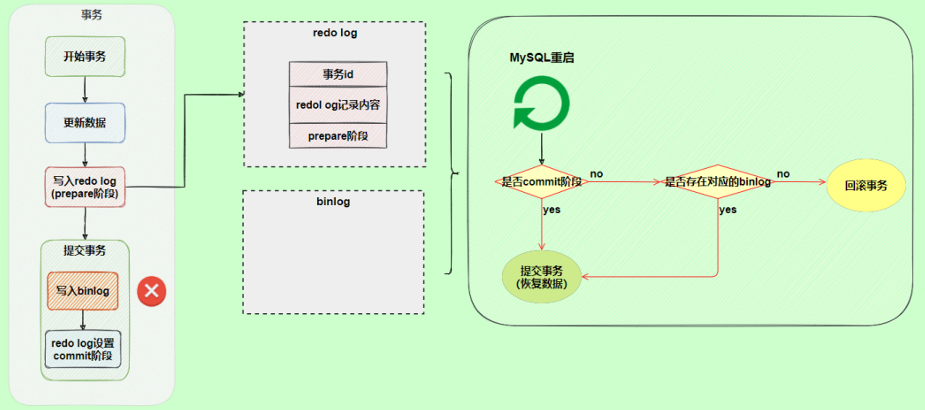 事务
开始事务
更新数据
写入redo log
(prepare阶段)
提交事务
写入binlog
redo log设置
commit阶段
redo log
事务id
redol og记录内容
prepare阶段
binlog
MySQL重启
是否commit阶段
no
是否存在对应的binlog
no
回滚事务
yes
yes
提交事务
(恢复数据)